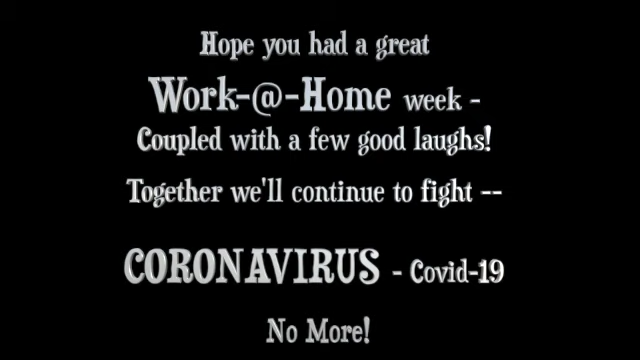 Hope you had a great
Work-@-Home week -
Coupled with a few good laughs!
Together we'll continue to fight --
CORONAVIRUS - Covid-19
No More!